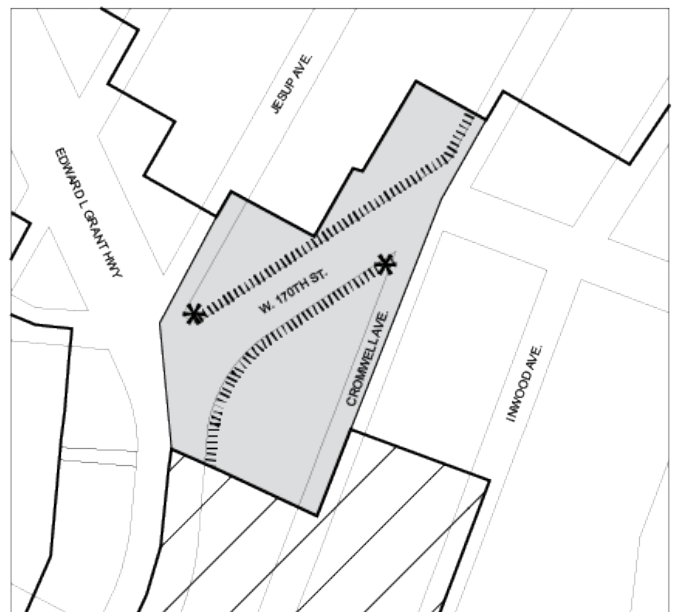 JESUP AVE.
EDWARD L GRANT HWY
W. 170TH ST.
CROMWELL AVE.
INWOOD AVE.